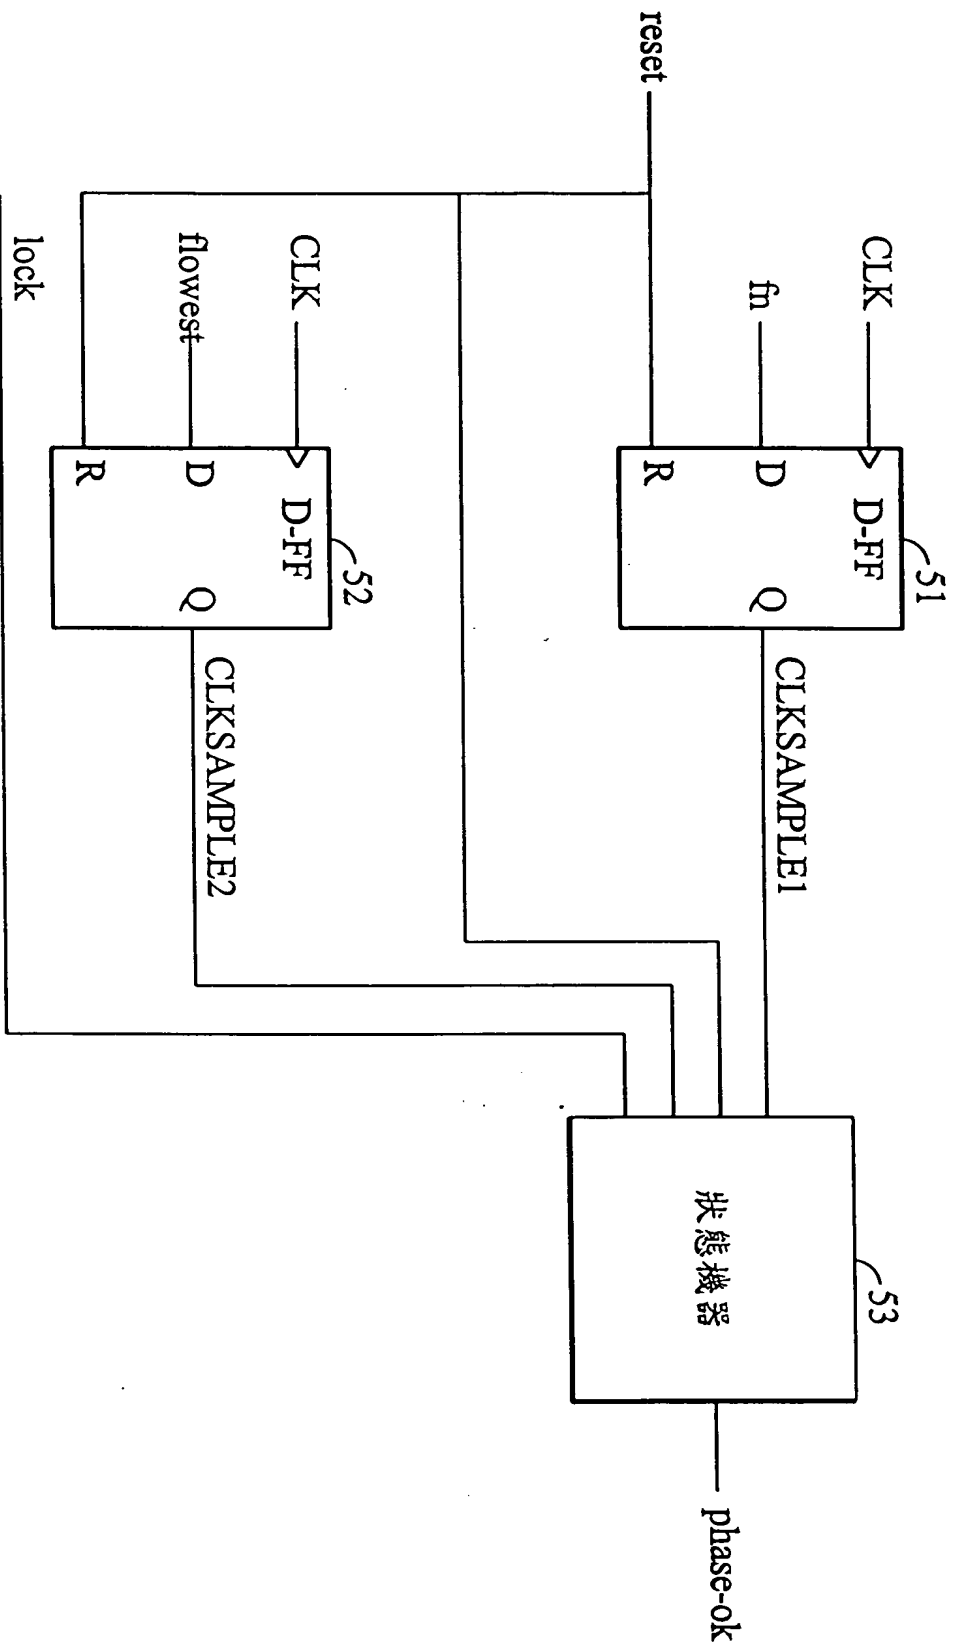 51
CLK
D-FF
fn
D
Q
CLKSAMPLE1
reset
R
53
狀態機器
phase-ok
52
CLK
D-FF
flowest
D
Q
CLKSAMPLE2
R
lock